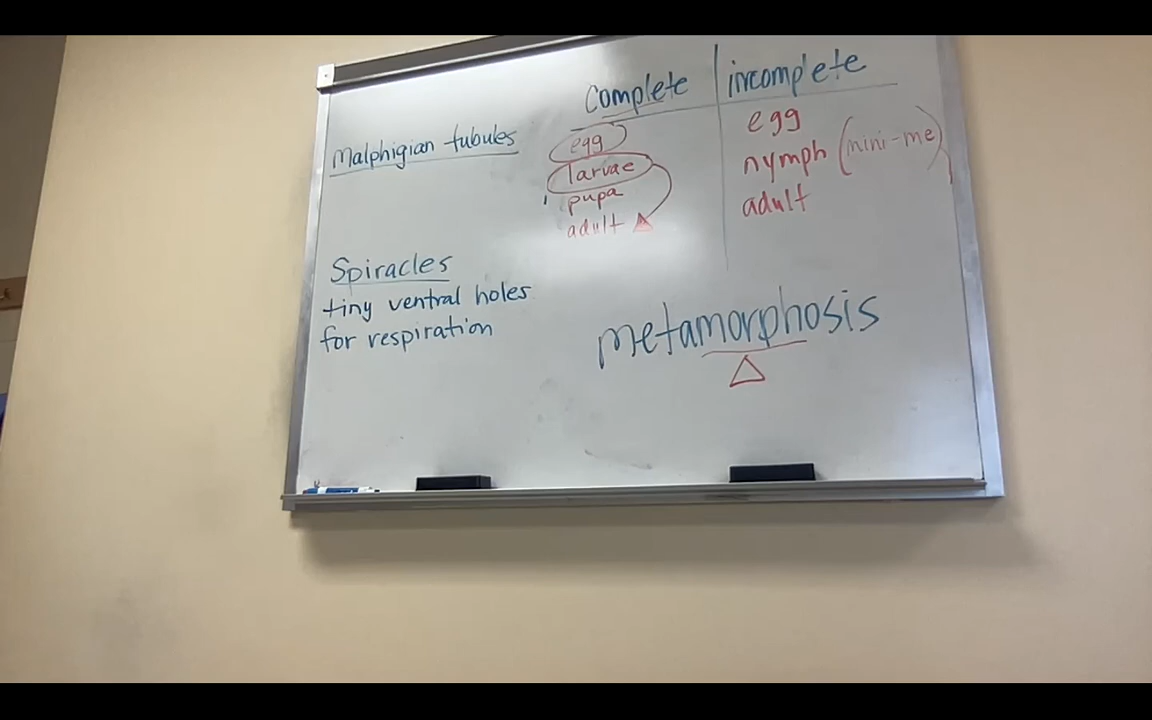 Complete | incomplete
Malphigian tubules
egg
larvae
pupa
adult
egg
nymph (mini-me)
adult
Spiracles
tiny ventral holes
for respiration
metamorphosis
Δ